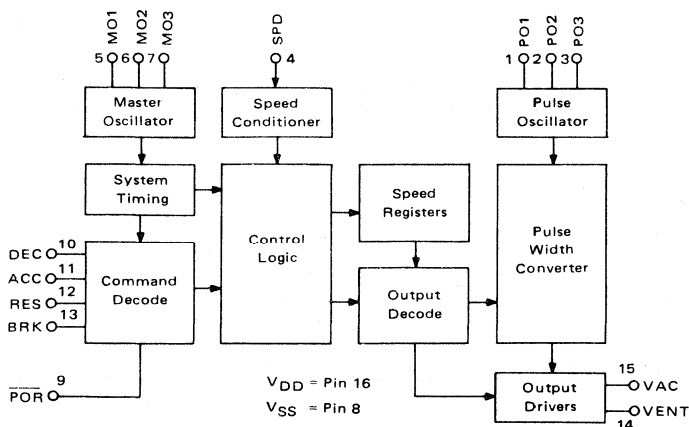 MO1
MO2
MO3
5
6
7
SPD
4
PO1
PO2
PO3
1
2
3
Master
Oscillator
Speed
Conditioner
Pulse
Oscillator
System
Timing
Control
Logic
Speed
Registers
Pulse
Width
Converter
DEC
10
ACC
11
RES
12
BRK
13
Command
Decode
Output
Decode
POR
9
VDD = Pin 16
VSS = Pin 8
Output
Drivers
15
VAC
VENT
14